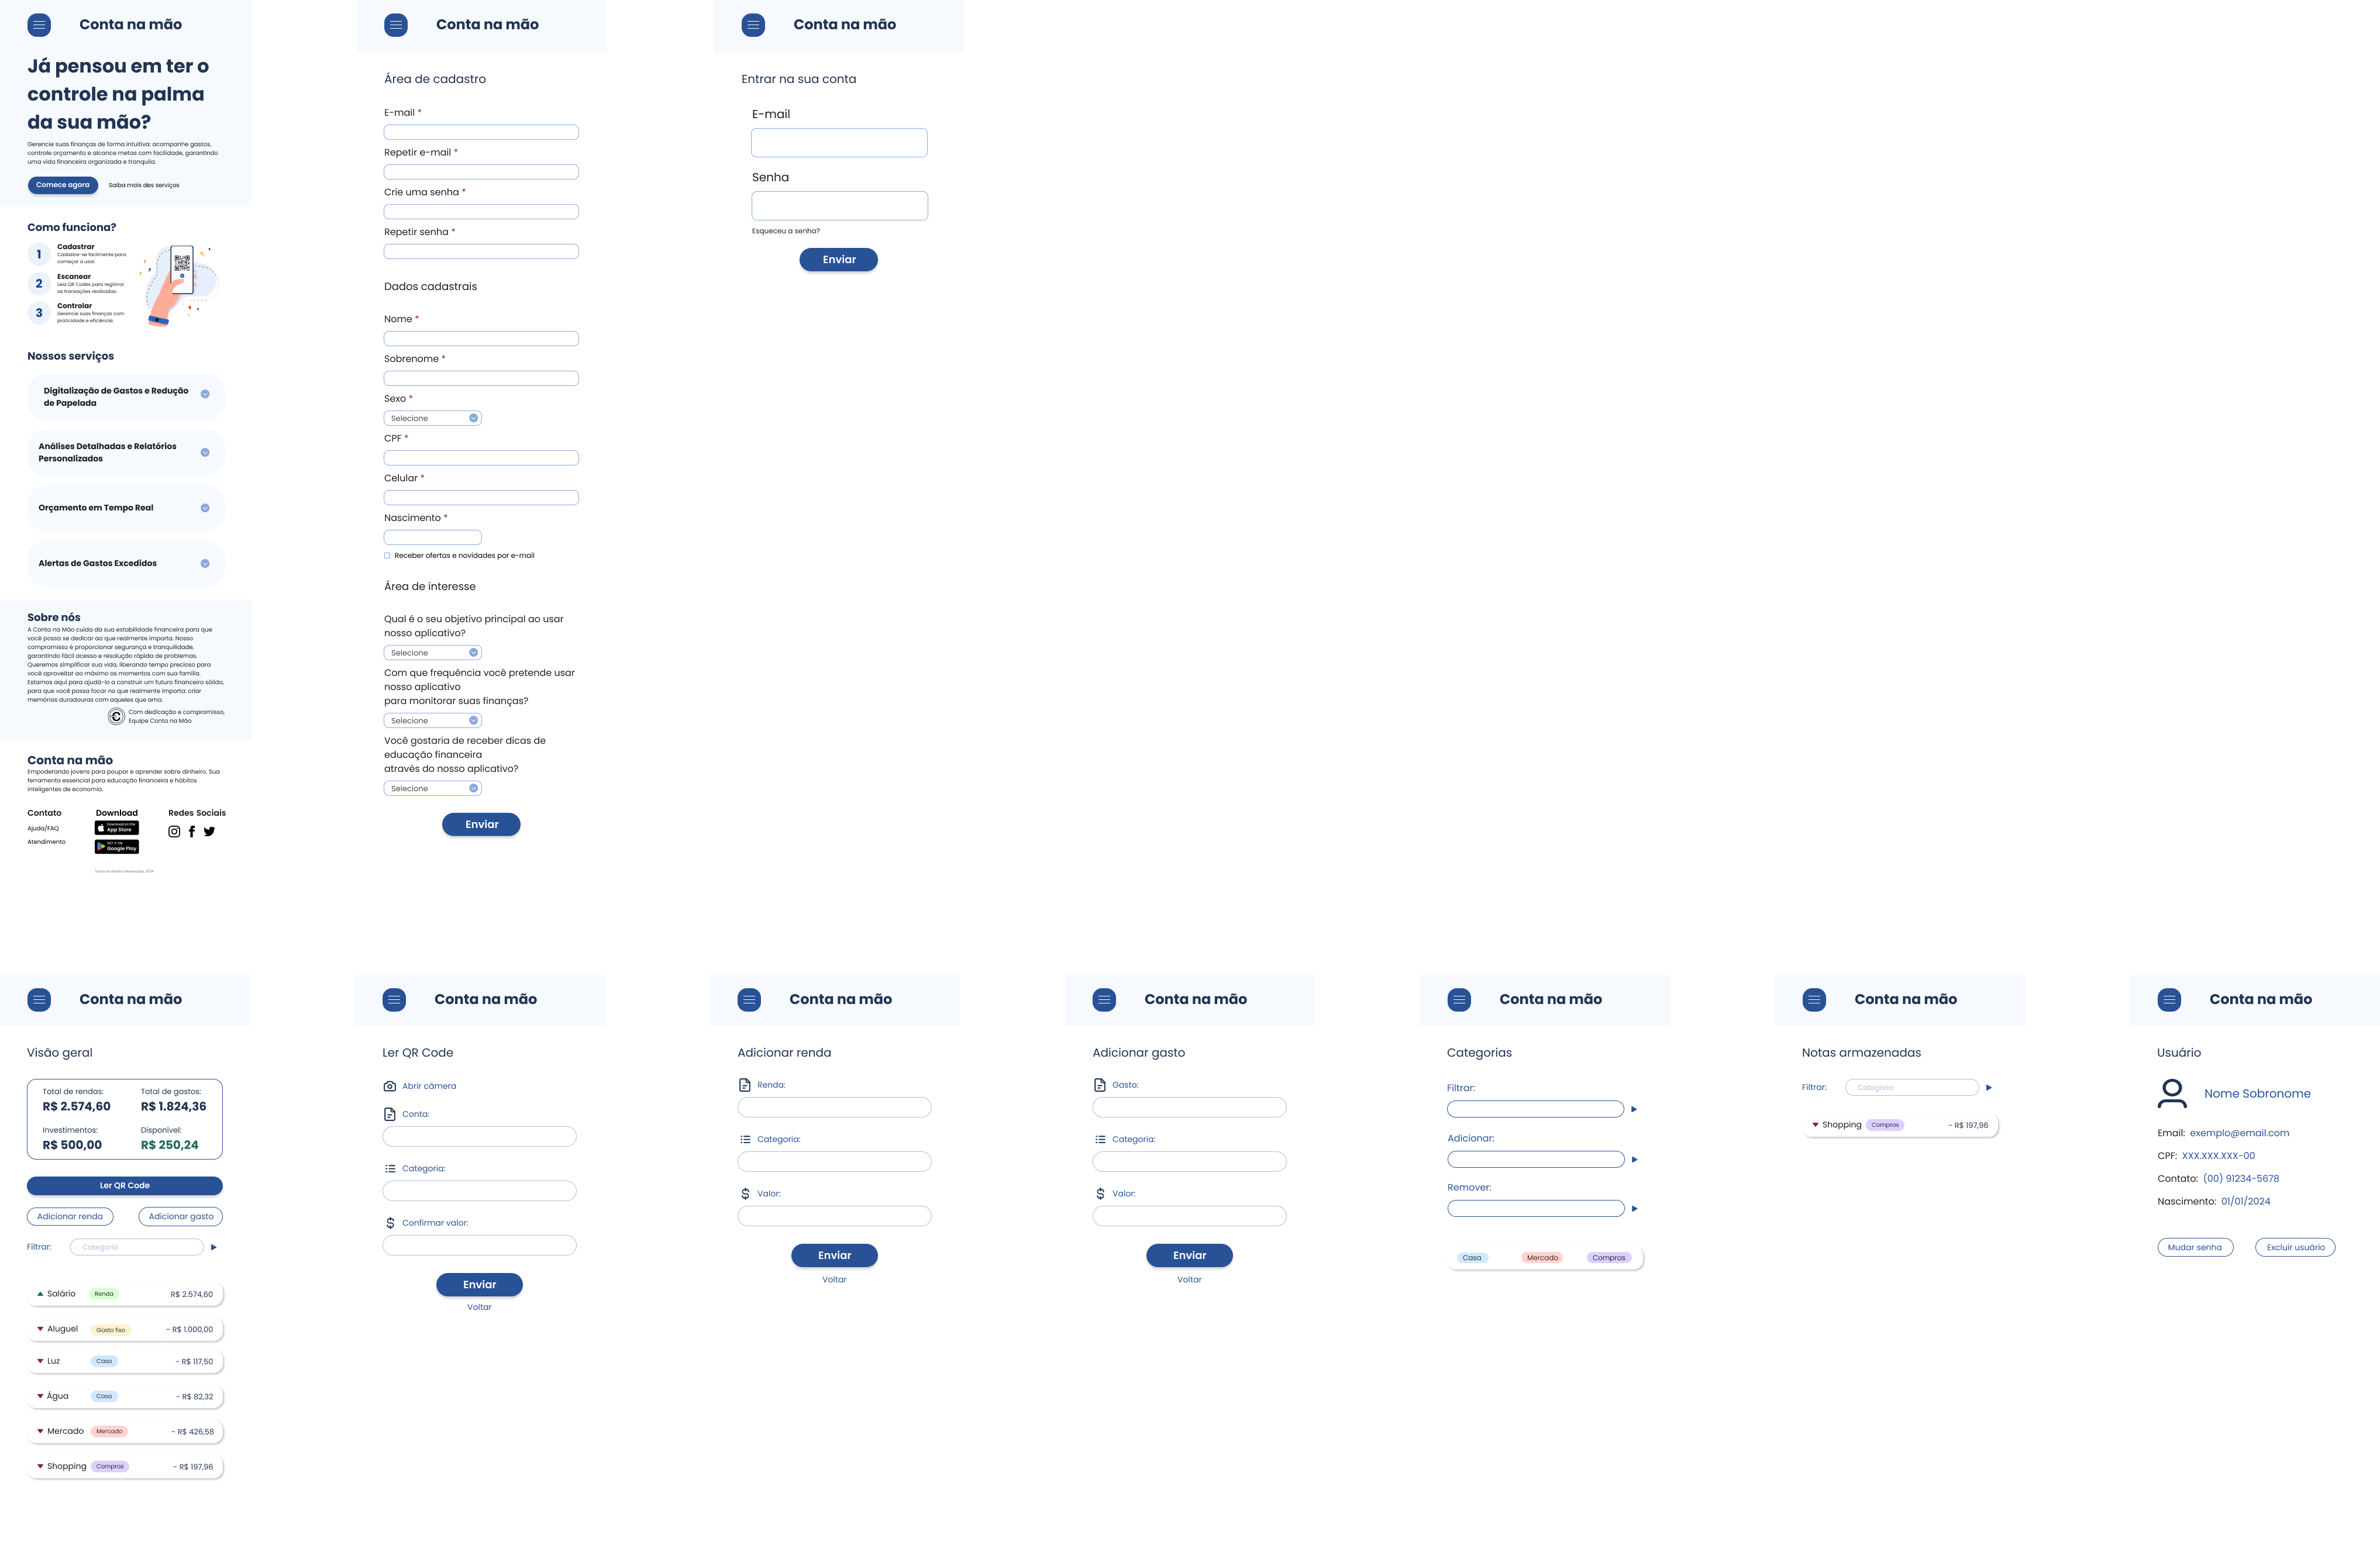 Conta na mão
Já pensou em ter o
controle na palma
da sua mão?
Gerencie suas finanças de forma intuitiva: acompanhe gastos,
controle orçamento e alcance metas com facilidade, garantindo
uma vida financeira organizada e tranquila.
Comece agora
Saiba mais dos serviços
Como funciona?
1
Cadastrar
Cadastre-se facilmente para
começar a usar.
2
Escanear
Leia QR Codes para registrar
as transações realizadas.
3
Controlar
Gerencie suas finanças com
praticidade e eficiência.
Nossos serviços
Digitalização de Gastos e Redução
de Papelada
Análises Detalhadas e Relatórios
Personalizados
Orçamento em Tempo Real
Alertas de Gastos Excedidos
Sobre nós
A Conta na Mão cuida da sua estabilidade financeira para que
você possa se dedicar ao que realmente importa. Nosso
compromisso é proporcionar segurança e tranquilidade,
garantindo fácil acesso e resolução rápida de problemas.
Queremos simplificar sua vida, liberando tempo precioso para
você aproveitar ao máximo os momentos com sua família.
Estamos aqui para ajudá-lo a construir um futuro financeiro sólido,
para que você possa focar no que realmente importa: criar
memórias duradouras com aqueles que ama.
Com dedicação e compromisso,
Equipe Conta na Mão
Conta na mão
Empoderando jovens para poupar e aprender sobre dinheiro. Sua
ferramenta essencial para educação financeira e hábitos
inteligentes de economia.
Contato
Ajuda/FAQ
Atendimento
Download
Download on the
App Store
GET IT ON
Google Play
Redes Sociais
Todos os direitos reservados 2024
Conta na mão
Área de cadastro
E-mail *
Repetir e-mail *
Crie uma senha *
Repetir senha *
Dados cadastrais
Nome *
Sobrenome *
Sexo *
Selecione
CPF *
Celular *
Nascimento *
Receber ofertas e novidades por e-mail
Área de interesse
Qual é o seu objetivo principal ao usar
nosso aplicativo?
Selecione
Com que frequência você pretende usar
nosso aplicativo
para monitorar suas finanças?
Selecione
Você gostaria de receber dicas de
educação financeira
através do nosso aplicativo?
Selecione
Enviar
Conta na mão
Entrar na sua conta
E-mail
Senha
Esqueceu a senha?
Enviar
Conta na mão
Visão geral
Total de rendas:
R$ 2.574,60
Total de gastos:
R$ 1.824,36
Investimentos:
R$ 500,00
Disponível:
R$ 250,24
Ler QR Code
Adicionar renda
Adicionar gasto
Filtrar:
Categoria
Salário Renda R$ 2.574,60
Aluguel Gasto fixo - R$ 1.000,00
Luz Casa - R$ 117,50
Água Casa - R$ 82,32
Mercado Mercado - R$ 426,58
Shopping Compras - R$ 197,96
Conta na mão
Ler QR Code
Abrir câmera
Conta:
Categoria:
Confirmar valor:
Enviar
Voltar
Conta na mão
Adicionar renda
Renda:
Categoria:
Valor:
Enviar
Voltar
Conta na mão
Adicionar gasto
Gasto:
Categoria:
Valor:
Enviar
Voltar
Conta na mão
Categorias
Filtrar:
Adicionar:
Remover:
Casa Mercado Compras
Conta na mão
Notas armazenadas
Filtrar:
Categoria
Shopping Compras - R$ 197,96
Conta na mão
Usuário
Nome Sobronome
Email: exemplo@email.com
CPF: XXX.XXX.XXX-00
Contato: (00) 91234-5678
Nascimento: 01/01/2024
Mudar senha
Excluir usuário